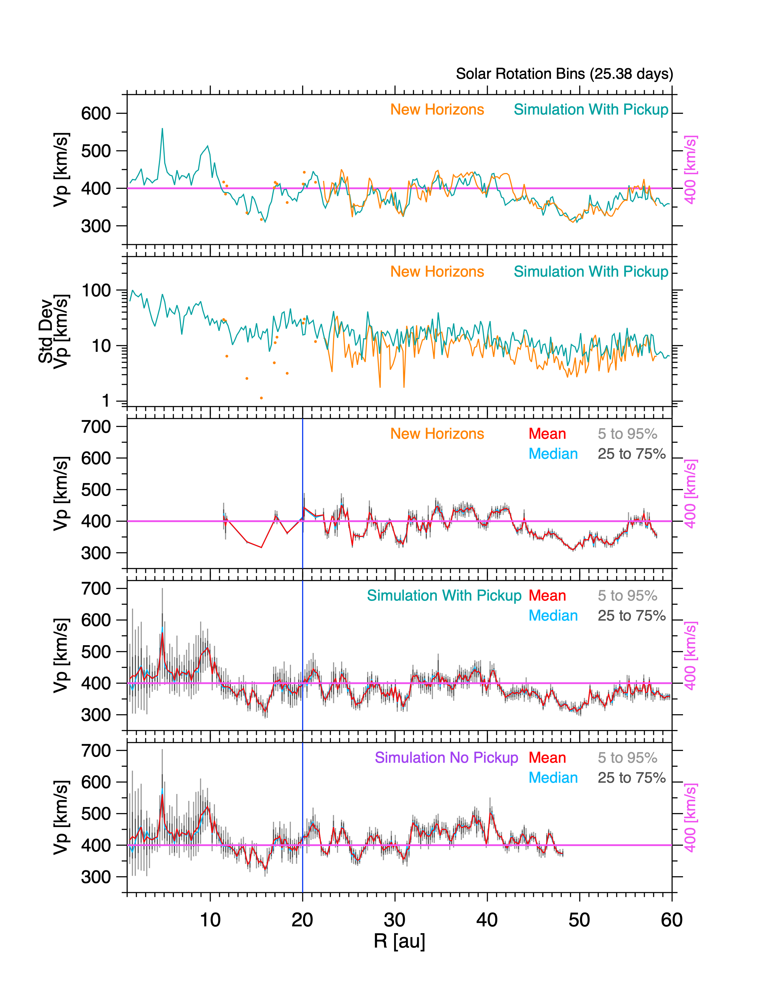 Solar Rotation Bins (25.38 days)
New Horizons Simulation With Pickup
600
500
400
300
Vp [km/s]
400 [km/s]
New Horizons Simulation With Pickup
100
10
1
Std Dev
Vp [km/s]
New Horizons Mean 5 to 95%
Median 25 to 75%
700
600
500
400
300
Vp [km/s]
400 [km/s]
Simulation With Pickup Mean 5 to 95%
Median 25 to 75%
700
600
500
400
300
Vp [km/s]
400 [km/s]
Simulation No Pickup Mean 5 to 95%
Median 25 to 75%
700
600
500
400
300
Vp [km/s]
400 [km/s]
10 20 30 40 50 60
R [au]